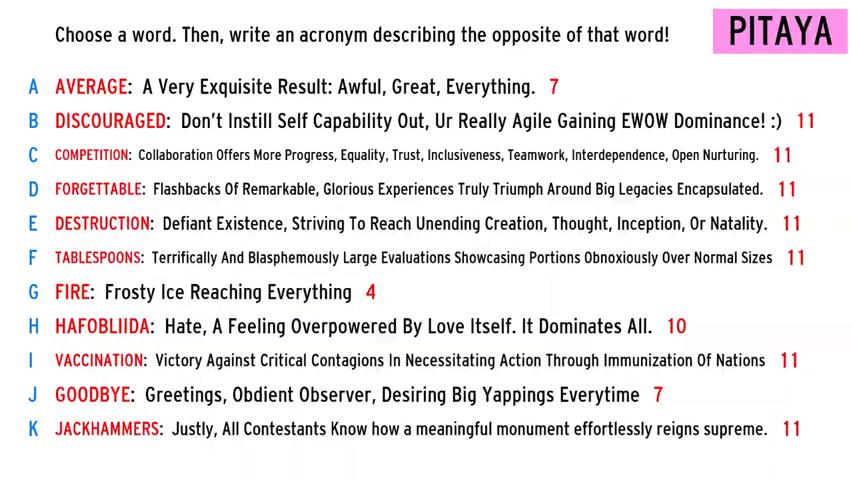 Choose a word. Then, write an acronym describing the opposite of that word!
PITAYA
A AVERAGE: A Very Exquisite Result: Awful, Great, Everything. 7
B DISCOURAGED: Don't Instill Self Capability Out, Ur Really Agile Gaining EWOW Dominance! :) 11
C COMPETITION: Collaboration Offers More Progress, Equality, Trust, Inclusiveness, Teamwork, Interdependence, Open Nurturing. 11
D FORGETTABLE: Flashbacks Of Remarkable, Glorious Experiences Truly Triumph Around Big Legacies Encapsulated. 11
E DESTRUCTION: Defiant Existence, Striving To Reach Unending Creation, Thought, Inception, Or Natality. 11
F TABLESPOONS: Terrifically And Blasphemously Large Evaluations Showcasing Portions Obnoxiously Over Normal Sizes 11
G FIRE: Frosty Ice Reaching Everything 4
H HAFOBLIIDA: Hate, A Feeling Overpowered By Love Itself. It Dominates All. 10
I VACCINATION: Victory Against Critical Contagions In Necessitating Action Through Immunization Of Nations 11
J GOODBYE: Greetings, Obdient Observer, Desiring Big Yappings Everytime 7
K JACKHAMMERS: Justly, All Contestants Know how a meaningful monument effortlessly reigns supreme. 11